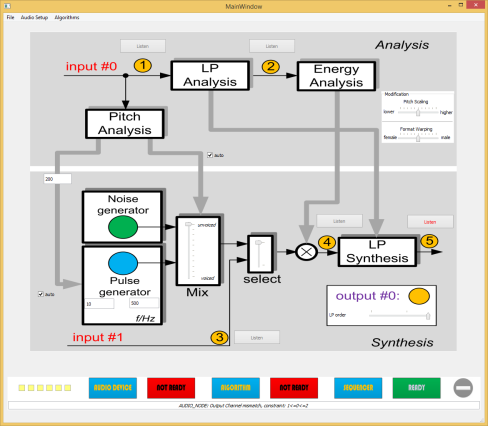 MainWindow
File Audio Setup Algorithms
Listen
Listen
Analysis
input #0
1
LP
Analysis
2
Energy
Analysis
Modification
Pitch Scaling
lower
higher
Format Warping
female
male
Pitch
Analysis
auto
200
Noise
generator
unvoiced
voiced
Mix
Pulse
generator
10
500
f/Hz
auto
select
Listen
Listen
4
LP
Synthesis
5
output #0:
LP order
input #1
3
Listen
Synthesis
AUDIO DEVICE
NOT READY
ALGORITHM
NOT READY
SEQUENCER
READY
AUDIO_NODE: Output Channel mismatch, constraint: 1<=0<=2